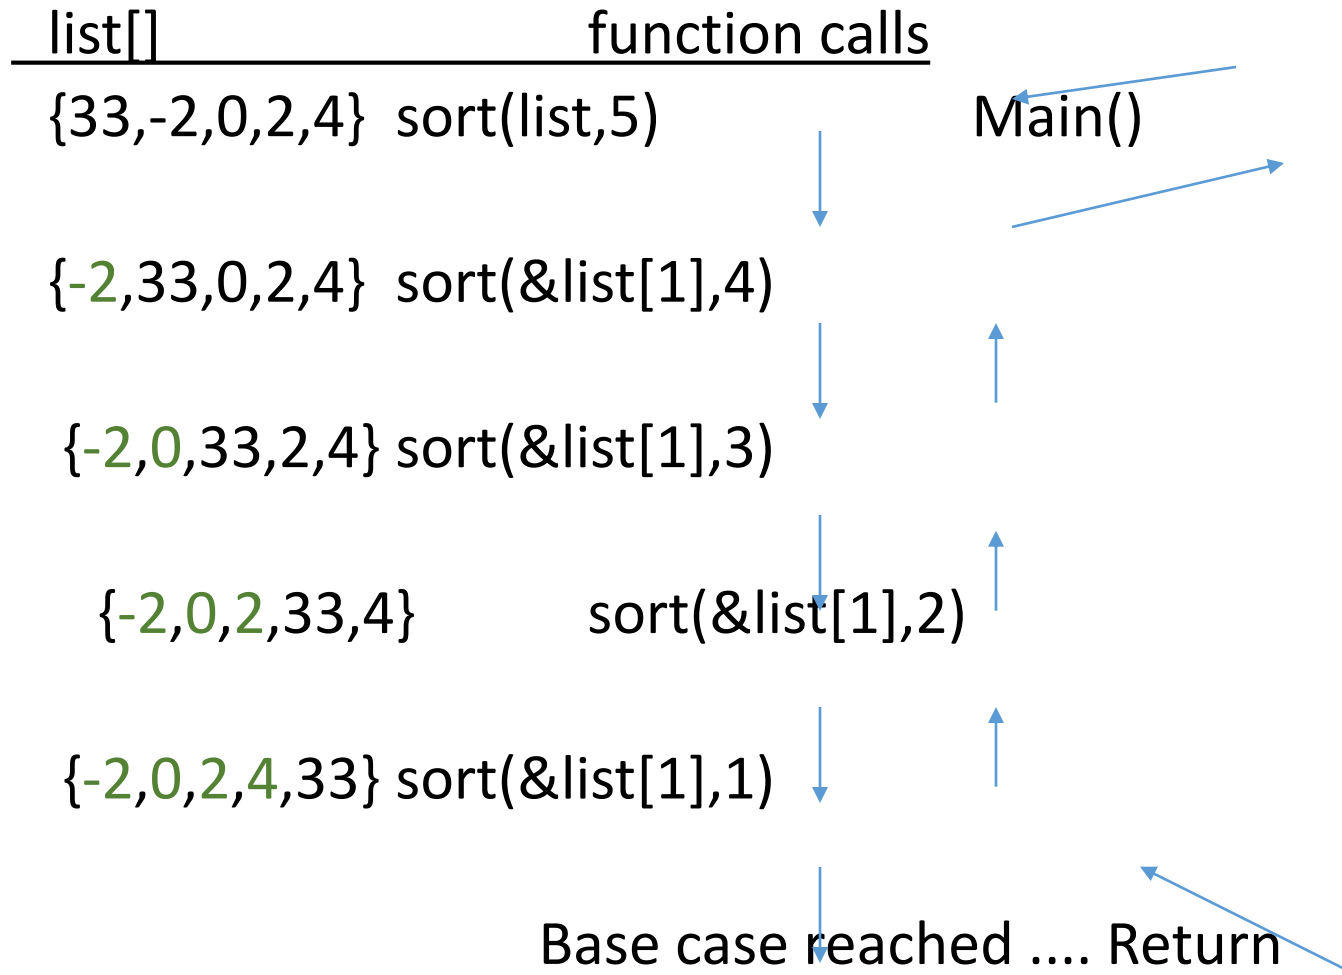 list[] function calls
{33,-2,0,2,4} sort(list,5) Main()
{-2,33,0,2,4} sort(&list[1],4)
{-2,0,33,2,4} sort(&list[1],3)
{-2,0,2,33,4} sort(&list[1],2)
{-2,0,2,4,33} sort(&list[1],1)
Base case reached .... Return